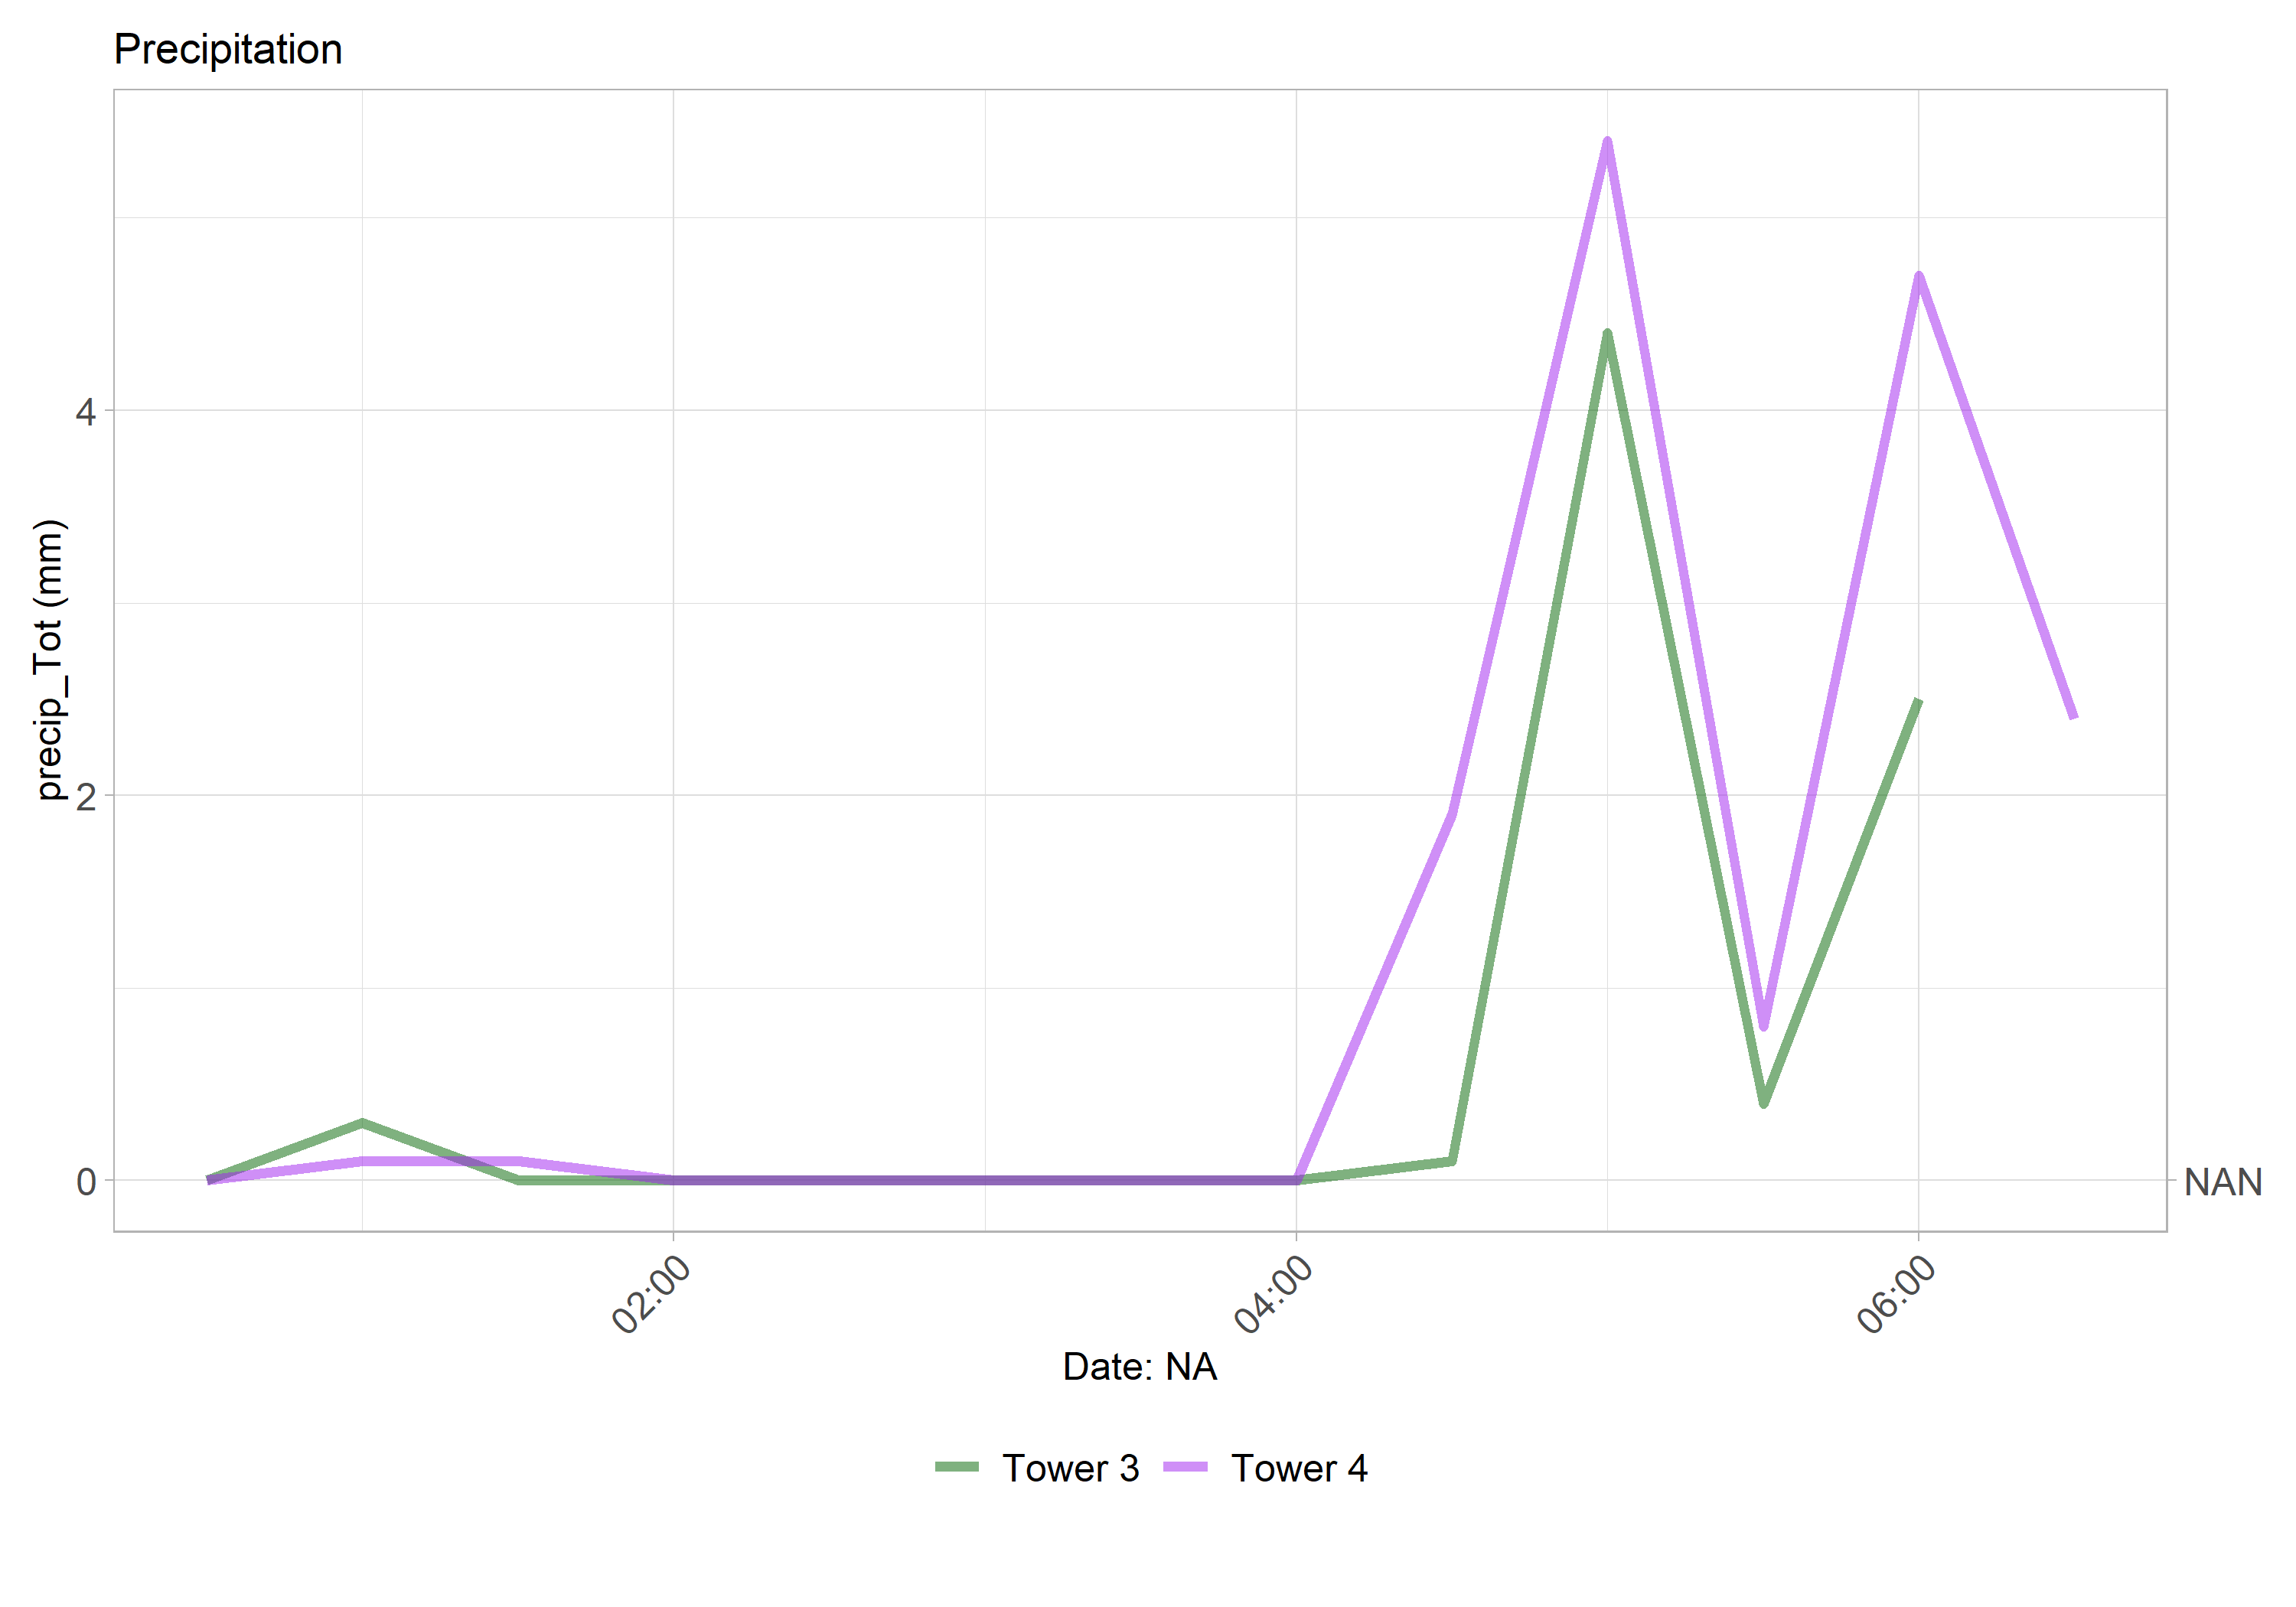 Precipitation
precip_Tot (mm)
4
2
0
NAN
02:00
04:00
06:00
Date: NA
Tower 3
Tower 4